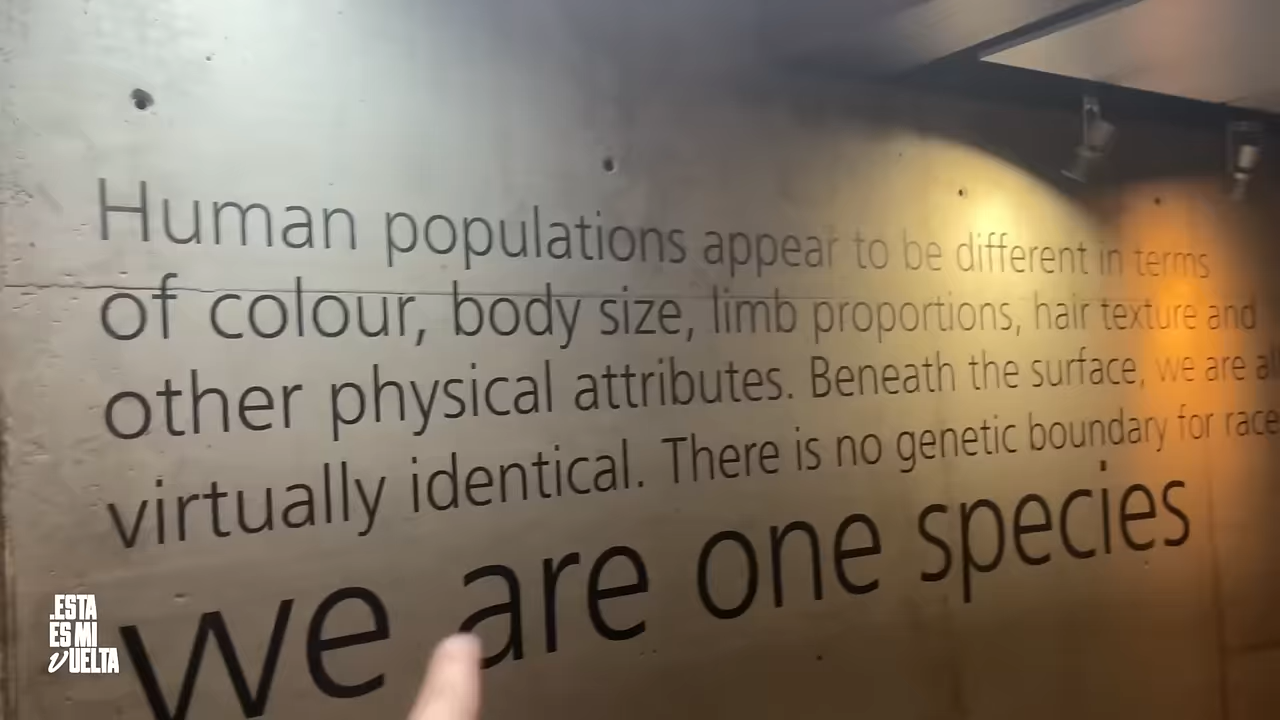 Human populations appear to be different in terms
of colour, body size, limb proportions, hair texture and
other physical attributes. Beneath the surface, we are
virtually identical. There is no genetic boundary for race
we are one species
.ESTA
ES MI
VUELTA